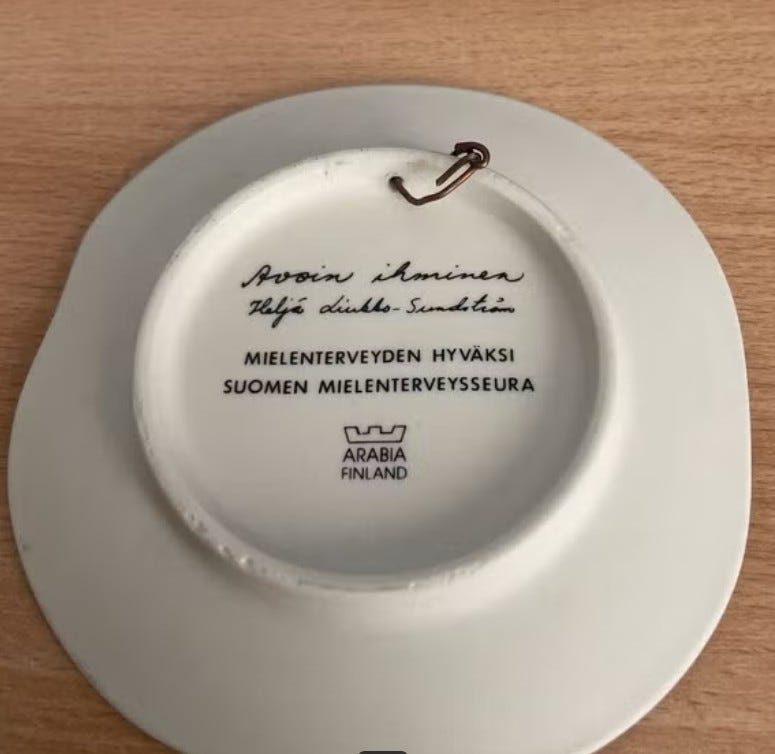 Avoin ihminen
Heljä Liukko-Sundström
MIELENTERVEYDEN HYVÄKSI
SUOMEN MIELENTERVEYSSEURA
ARABIA
FINLAND